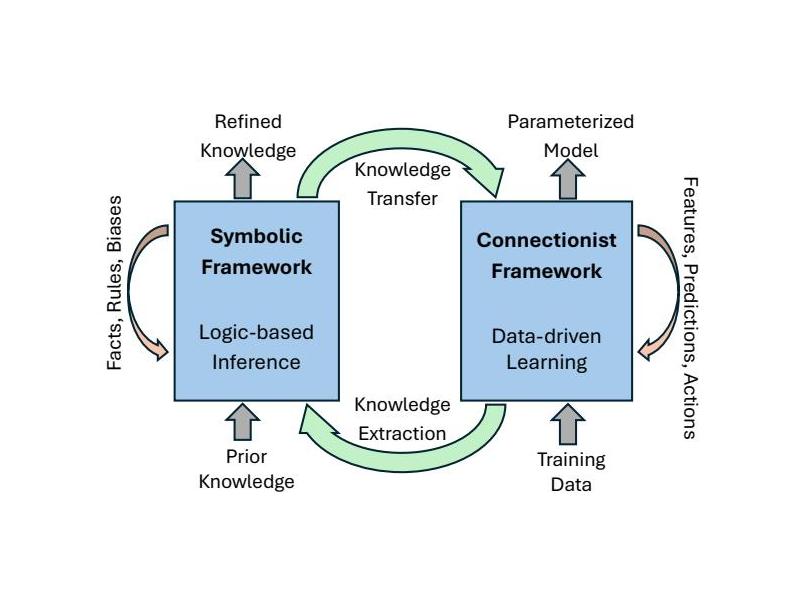 Refined
Knowledge
Parameterized
Model
Knowledge
Transfer
Facts, Rules, Biases
Symbolic
Framework
Logic-based
Inference
Connectionist
Framework
Data-driven
Learning
Features, Predictions, Actions
Knowledge
Extraction
Prior
Knowledge
Training
Data